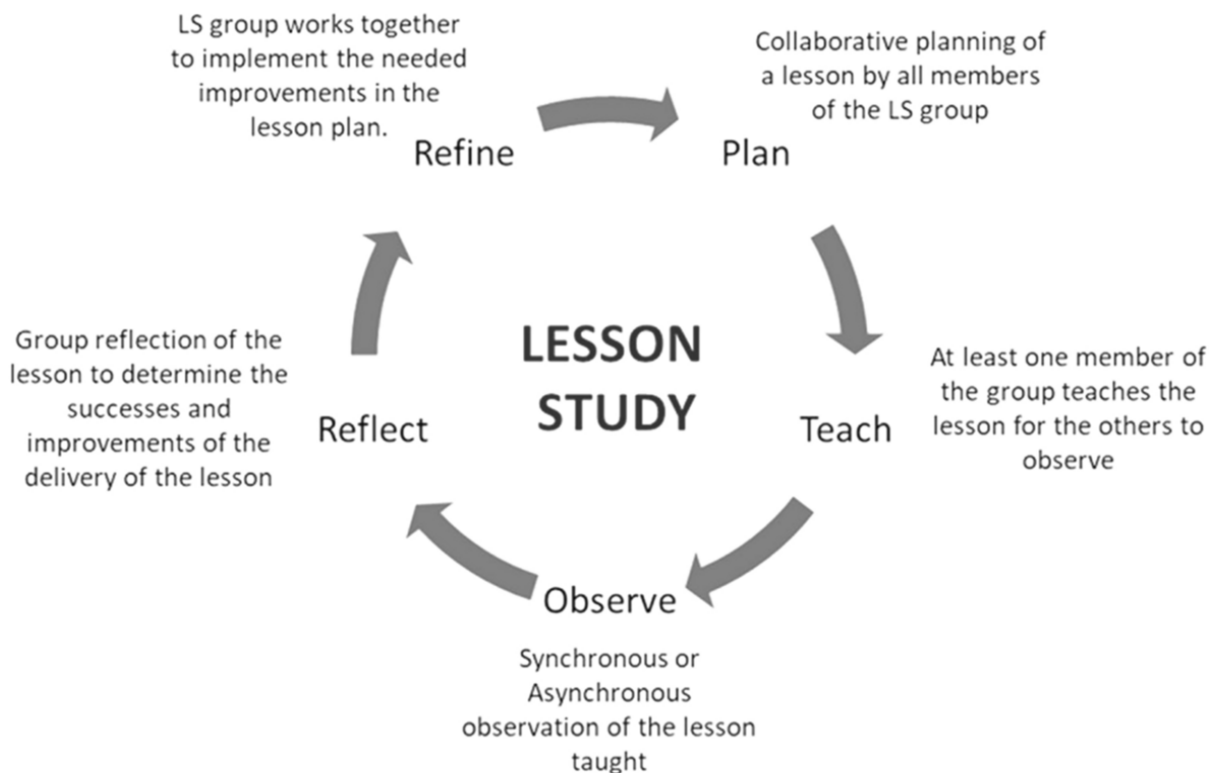 LS group works together
to implement the needed
improvements in the
lesson plan.
Refine
Collaborative planning of
a lesson by all members
of the LS group
Plan
LESSON
STUDY
At least one member of
the group teaches the
lesson for the others to
observe
Teach
Observe
Synchronous or
Asynchronous
observation of the lesson
taught
Group reflection of the
lesson to determine the
successes and
improvements of the
delivery of the lesson
Reflect